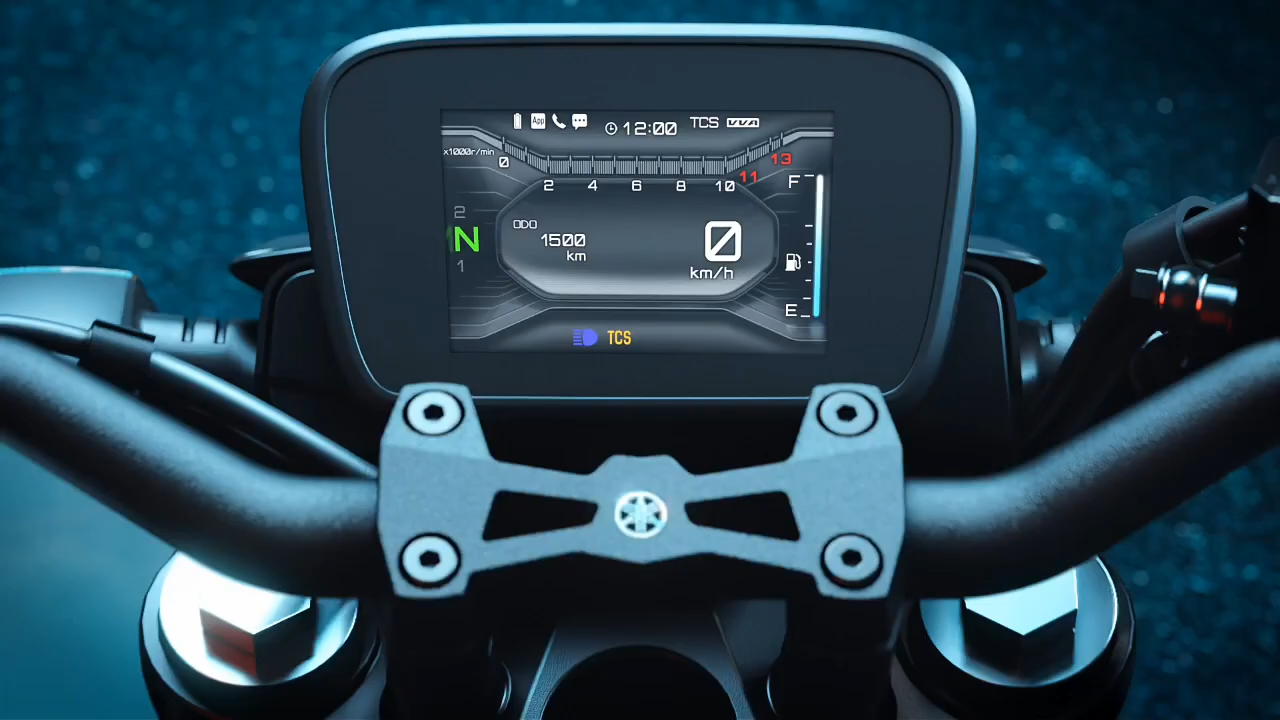 App 12:00 TCS VVA
x1000r/min
0 2 4 6 8 10 11 13
F
2
N
1
ODO
1500
km
0
km/h
E
TCS